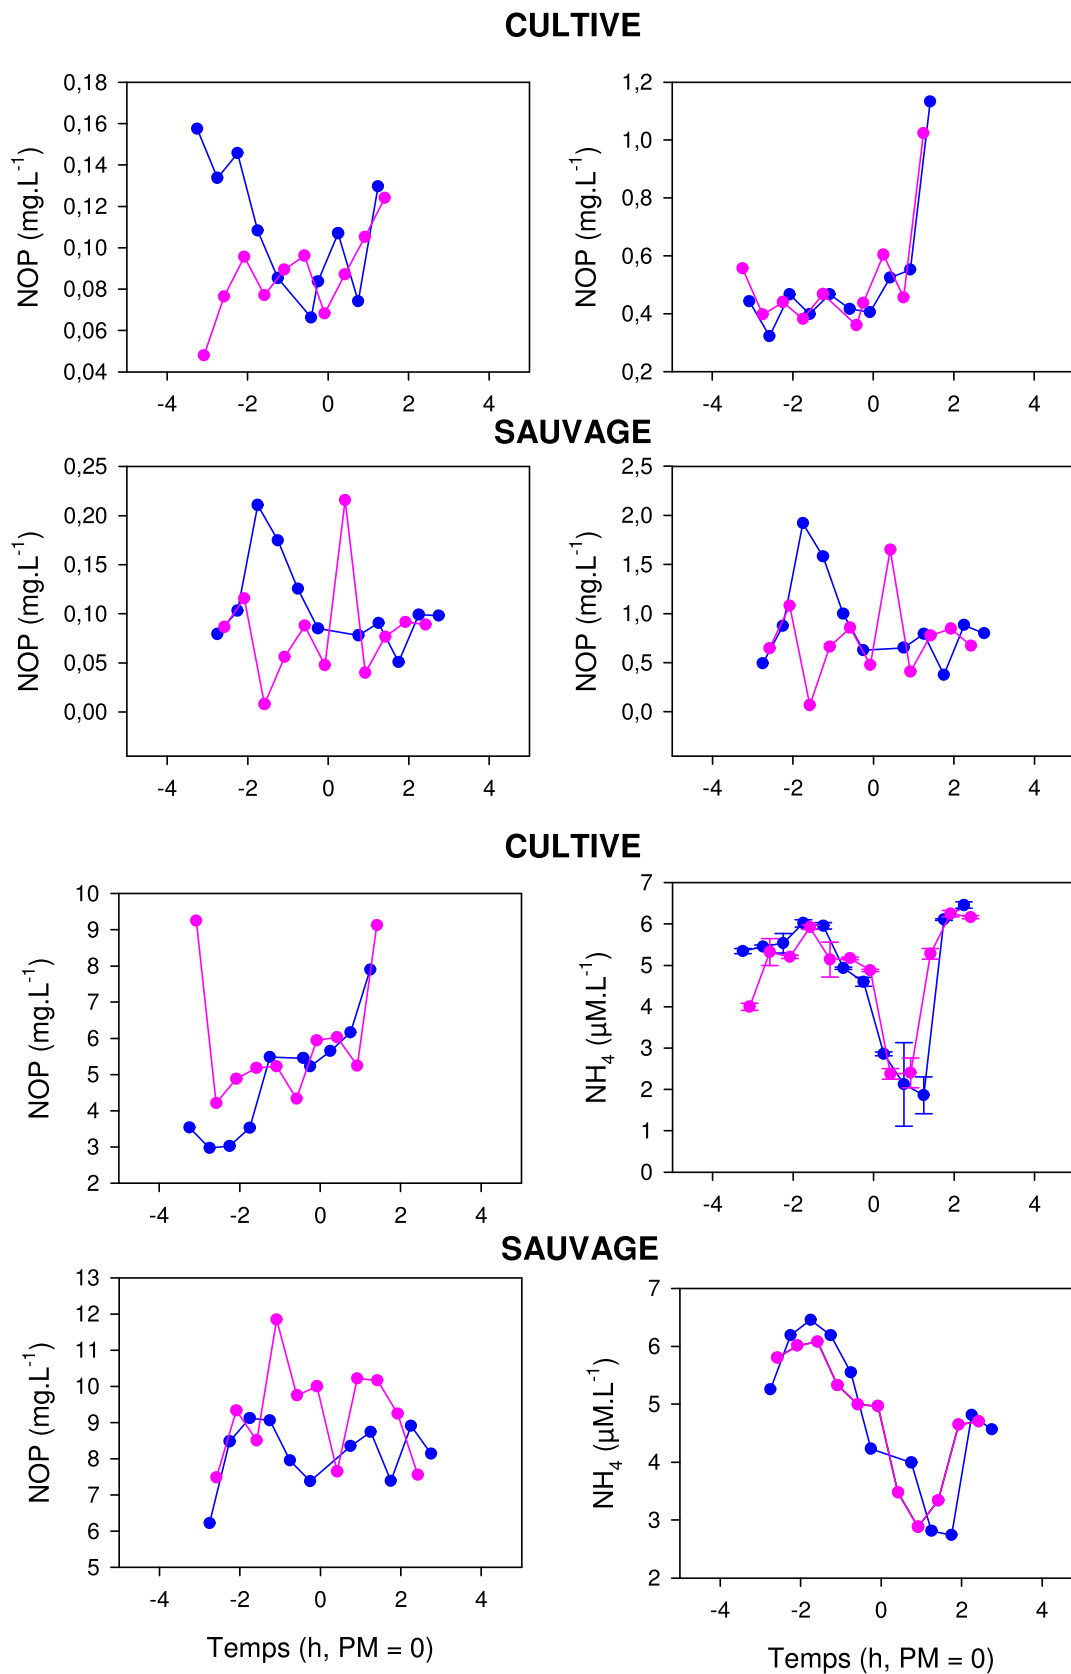 CULTIVE
NOP (mg.L-1)
0,18
0,16
0,14
0,12
0,10
0,08
0,06
0,04
-4 -2 0 2 4
NOP (mg.L-1)
1,2
1,0
0,8
0,6
0,4
0,2
-4 -2 0 2 4
SAUVAGE
NOP (mg.L-1)
0,25
0,20
0,15
0,10
0,05
0,00
-4 -2 0 2 4
NOP (mg.L-1)
2,5
2,0
1,5
1,0
0,5
0,0
-4 -2 0 2 4
CULTIVE
NOP (mg.L-1)
10
9
8
7
6
5
4
3
2
-4 -2 0 2 4
NH4 (µM.L-1)
7
6
5
4
3
2
1
0
-4 -2 0 2 4
SAUVAGE
NOP (mg.L-1)
13
12
11
10
9
8
7
6
5
-4 -2 0 2 4
Temps (h, PM = 0)
NH4 (µM.L-1)
7
6
5
4
3
2
-4 -2 0 2 4
Temps (h, PM = 0)